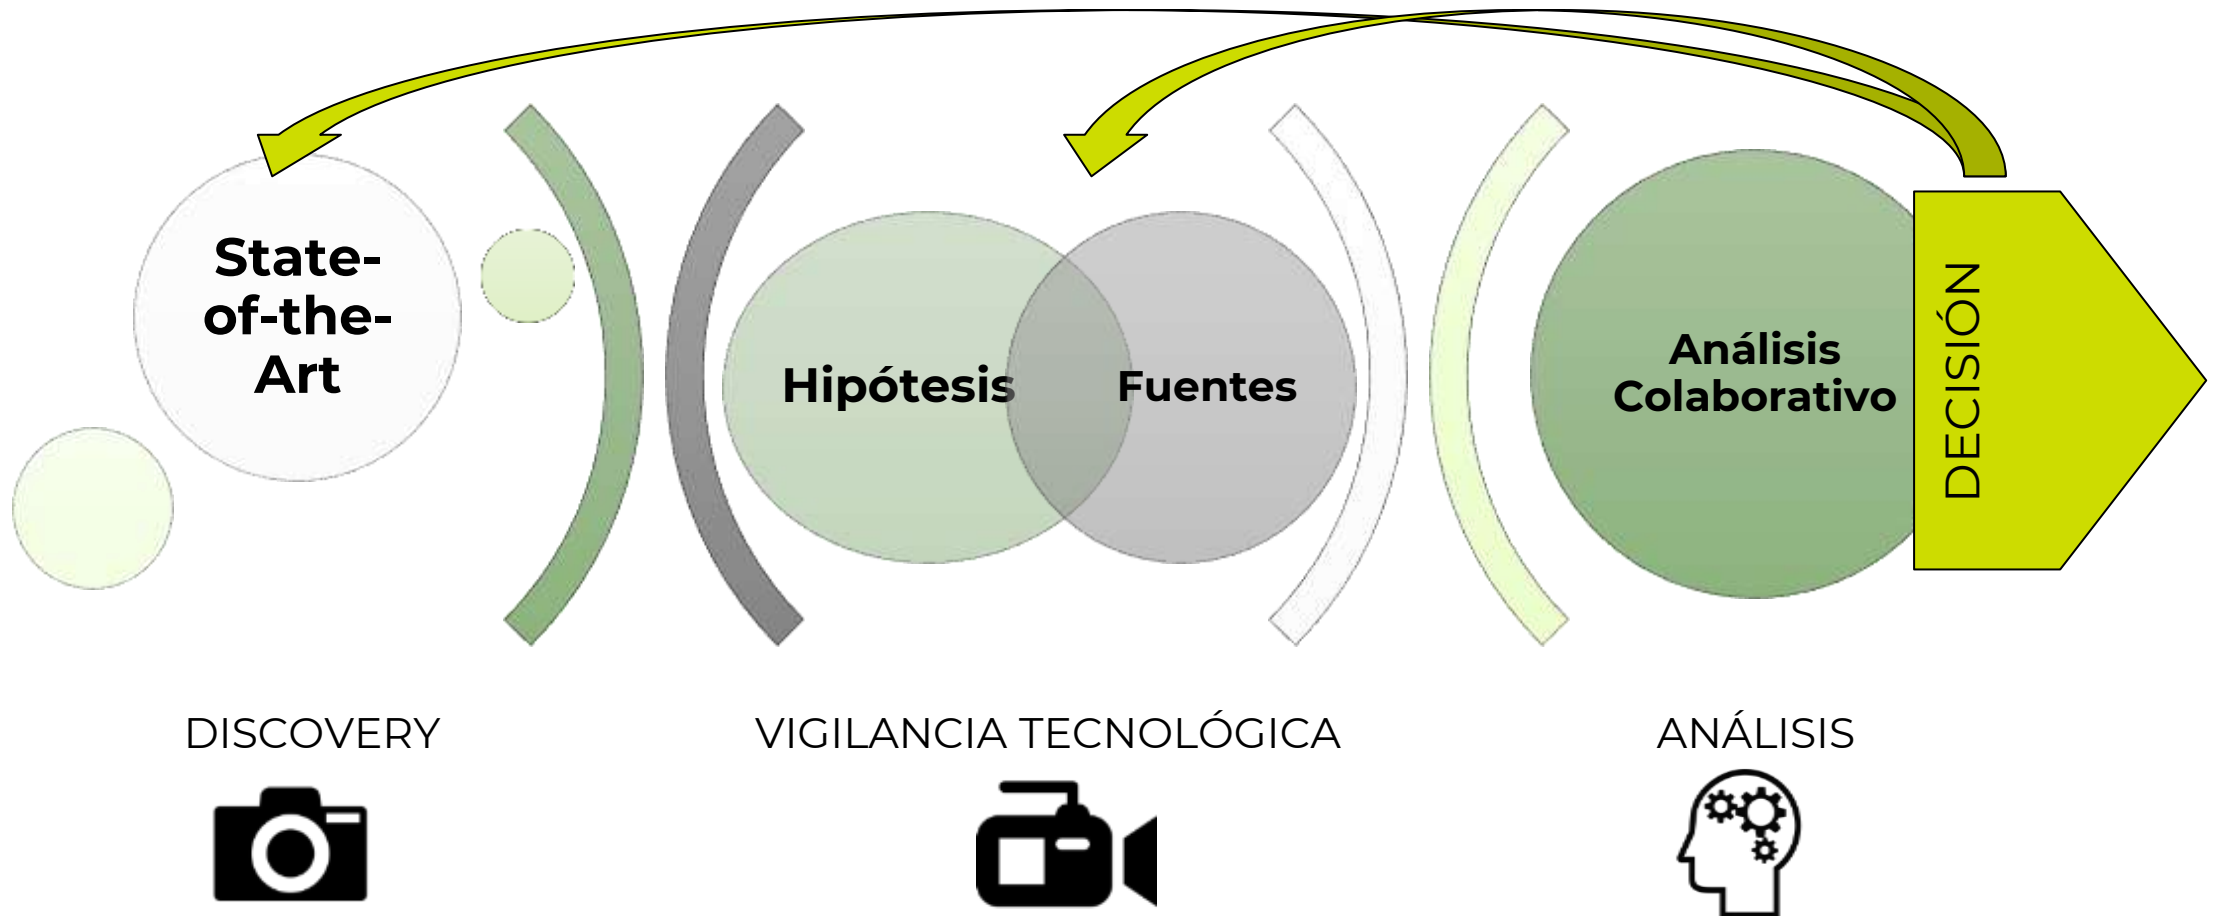 State-
of-the-
Art
Hipótesis
Fuentes
Análisis
Colaborativo
DECISIÓN
DISCOVERY
VIGILANCIA TECNOLÓGICA
ANÁLISIS